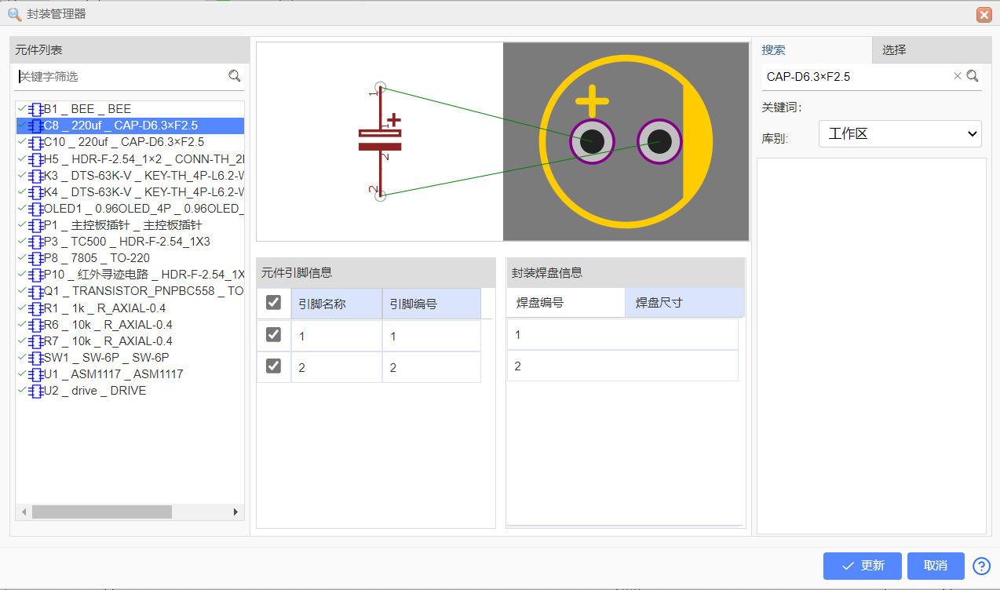 封装管理器
元件列表
关键字筛选
B1 _ BEE _ BEE
C8 _ 220uf _ CAP-D6.3×F2.5
C10 _ 220uf _ CAP-D6.3×F2.5
H5 _ HDR-F-2.54_1×2 _ CONN-TH_2
K3 _ DTS-63K-V _ KEY-TH_4P-L6.2-W
K4 _ DTS-63K-V _ KEY-TH_4P-L6.2-W
OLED1 _ 0.96OLED_4P _ 0.96OLED_
P1 _ 主控板插针 _ 主控板插针
P3 _ TC500 _ HDR-F-2.54_1X3
P8 _ 7805 _ TO-220
P10 _ 红外寻迹电路 _ HDR-F-2.54_1X
Q1 _ TRANSISTOR_PNPBC558 _ TO
R1 _ 1k _ R_AXIAL-0.4
R6 _ 10k _ R_AXIAL-0.4
R7 _ 10k _ R_AXIAL-0.4
SW1 _ SW-6P _ SW-6P
U1 _ ASM1117 _ ASM1117
U2 _ drive _ DRIVE
1
1
+
2
2
+
元件引脚信息
引脚名称 引脚编号
1 1
2 2
封装焊盘信息
焊盘编号 焊盘尺寸
1
2
搜索 选择
CAP-D6.3×F2.5
关键词:
库别: 工作区
更新 取消 ?